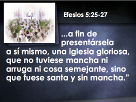 Efesios 5:25-27
...a fin de
presentársela
a sí mismo, una iglesia gloriosa,
que no tuviese mancha ni
arruga ni cosa semejante, sino
que fuese santa y sin mancha.”